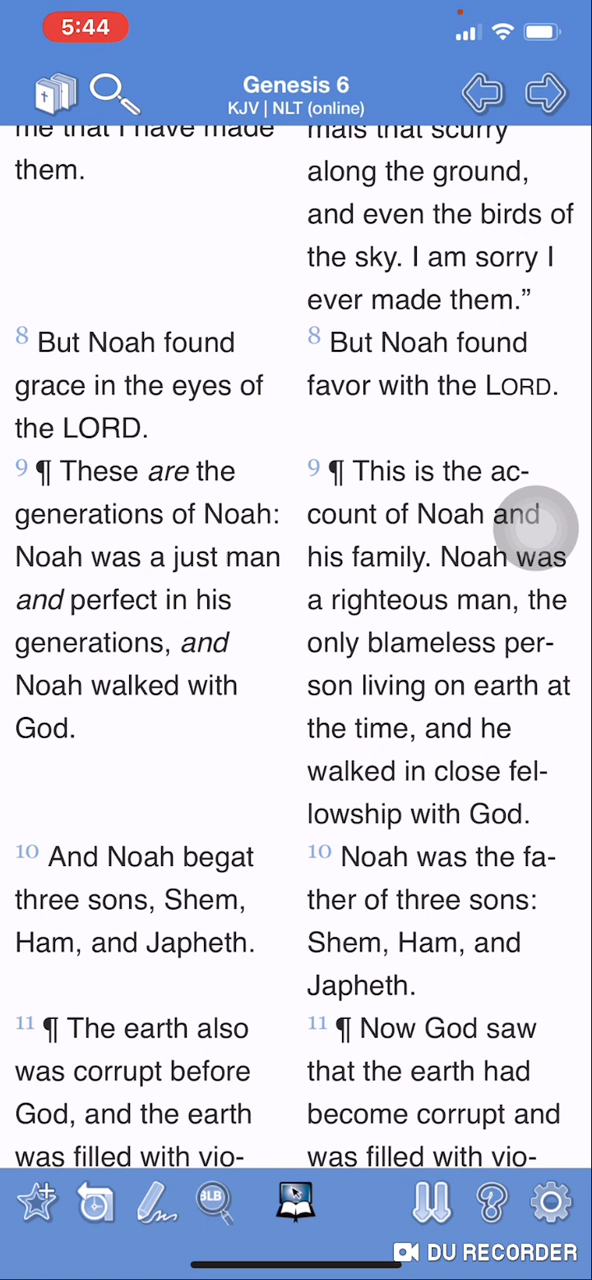 5:44
Genesis 6
KJV | NLT (online)
me that I have made
them.
mals that scurry
along the ground,
and even the birds of
the sky. I am sorry I
ever made them.”
8 But Noah found
grace in the eyes of
the LORD.
8 But Noah found
favor with the LORD.
9 ¶ These are the
generations of Noah:
Noah was a just man
and perfect in his
generations, and
Noah walked with
God.
9 ¶ This is the ac-
count of Noah and
his family. Noah was
a righteous man, the
only blameless per-
son living on earth at
the time, and he
walked in close fel-
lowship with God.
10 And Noah begat
three sons, Shem,
Ham, and Japheth.
10 Noah was the fa-
ther of three sons:
Shem, Ham, and
Japheth.
11 ¶ The earth also
was corrupt before
God, and the earth
was filled with vio-
11 ¶ Now God saw
that the earth had
become corrupt and
was filled with vio-
BLB
DU RECORDER